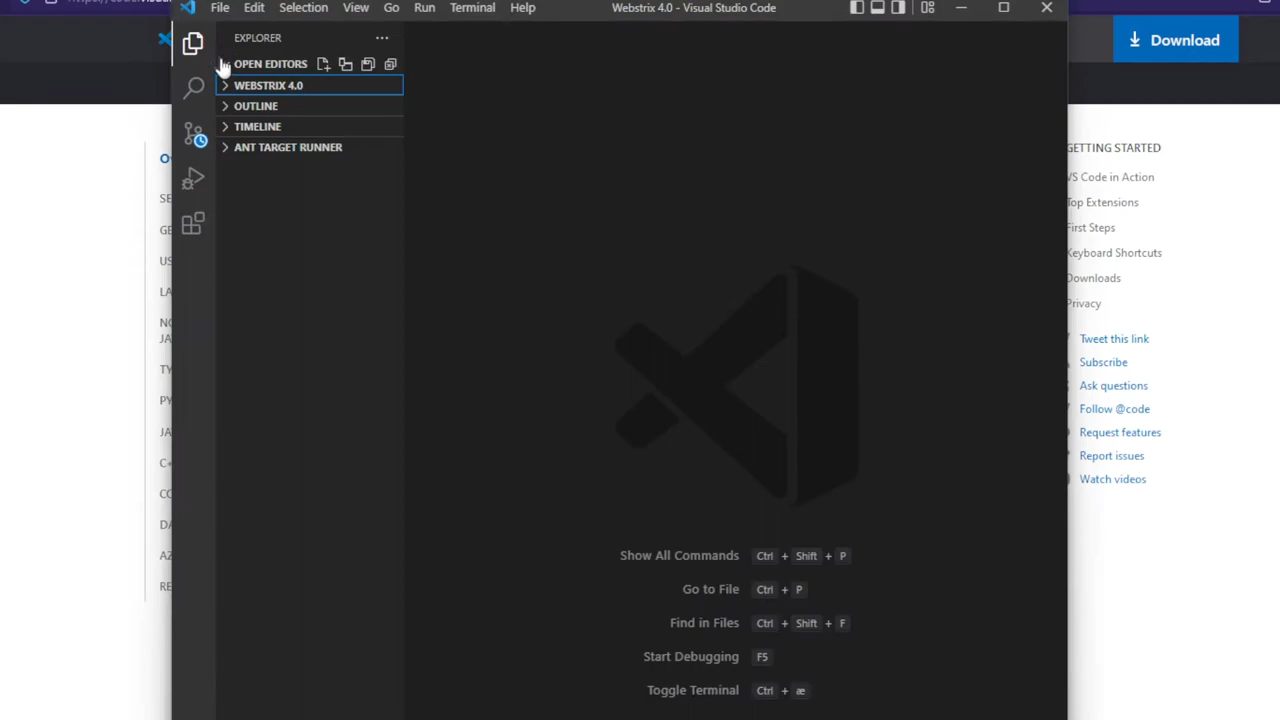 File Edit Selection View Go Run Terminal Help
Webstrix 4.0 - Visual Studio Code
Download
EXPLORER
OPEN EDITORS
WEBSTRIX 4.0
OUTLINE
TIMELINE
ANT TARGET RUNNER
Show All Commands Ctrl + Shift + P
Go to File Ctrl + P
Find in Files Ctrl + Shift + F
Start Debugging F5
Toggle Terminal Ctrl + æ
GETTING STARTED
VS Code in Action
Top Extensions
First Steps
Keyboard Shortcuts
Downloads
Privacy
Tweet this link
Subscribe
Ask questions
Follow @code
Request features
Report issues
Watch videos